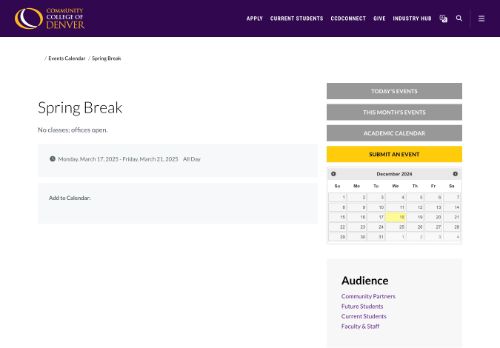 COMMUNITY
COLLEGE OF
DENVER
APPLY CURRENT STUDENTS CCDCONNECT GIVE INDUSTRY HUB
/ Events Calendar / Spring Break
Spring Break
No classes; offices open.
Monday, March 17, 2025 - Friday, March 21, 2025 All Day
Add to Calendar:
TODAY'S EVENTS
THIS MONTH'S EVENTS
ACADEMIC CALENDAR
SUBMIT AN EVENT
December 2024
Su Mo Tu We Th Fr Sa
1 2 3 4 5 6 7
8 9 10 11 12 13 14
15 16 17 18 19 20 21
22 23 24 25 26 27 28
29 30 31 1 2 3 4
Audience
Community Partners
Future Students
Current Students
Faculty & Staff